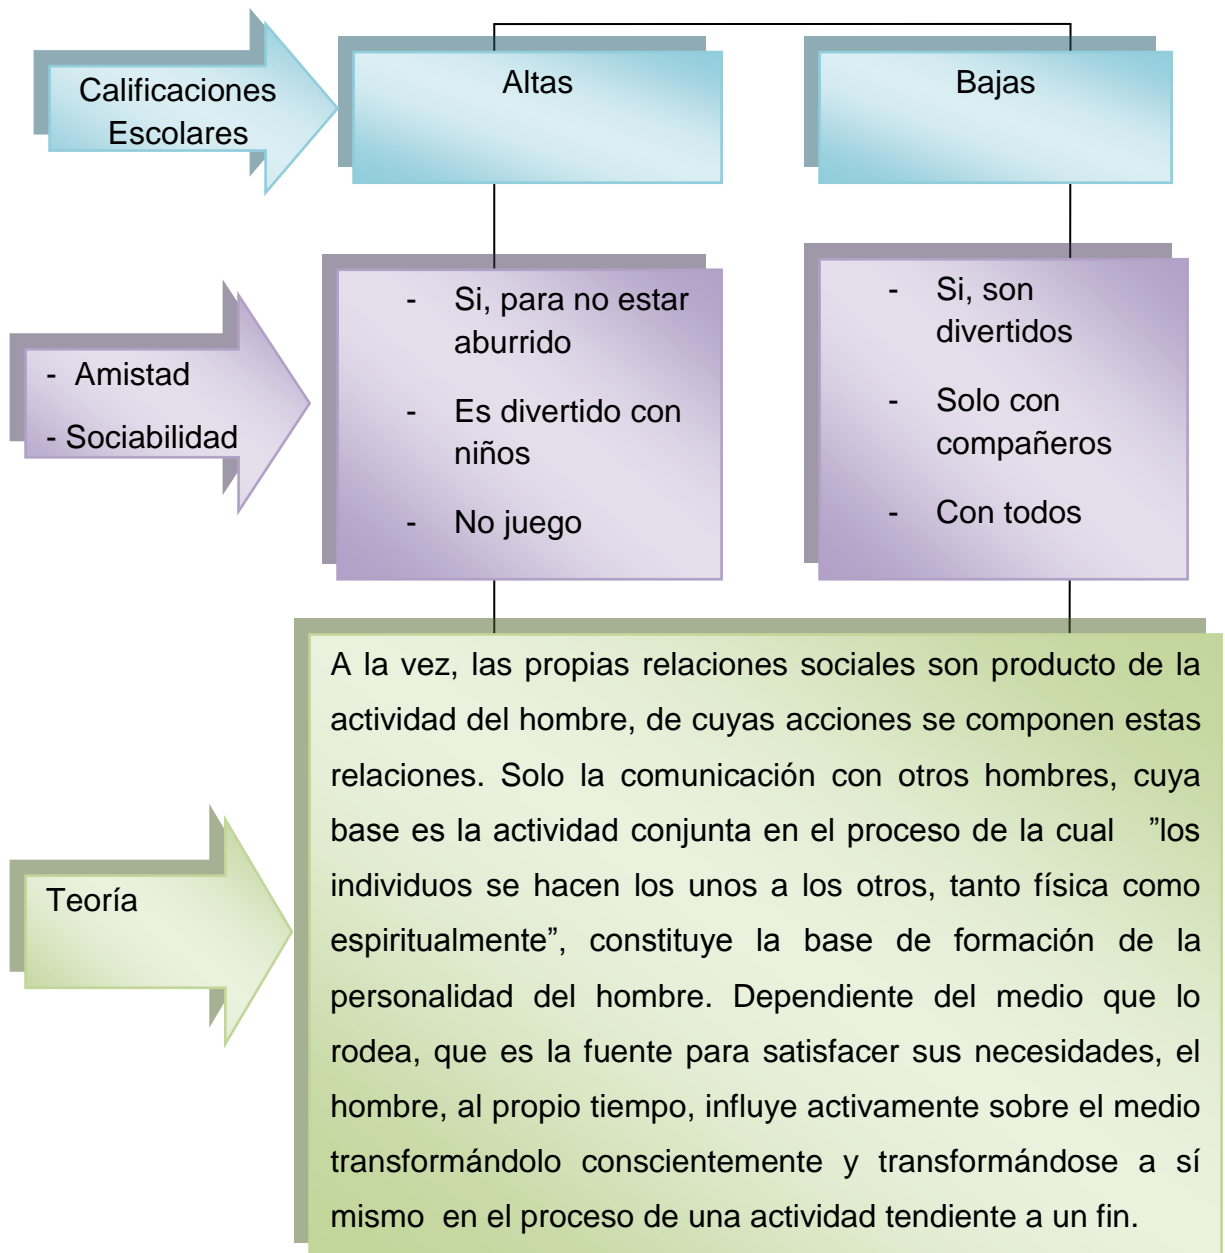 Calificaciones
Escolares
Altas
Bajas
- Amistad
- Sociabilidad
- Si, para no estar
aburrido
- Es divertido con
niños
- No juego
- Si, son
divertidos
- Solo con
compañeros
- Con todos
Teoría
A la vez, las propias relaciones sociales son producto de la
actividad del hombre, de cuyas acciones se componen estas
relaciones. Solo la comunicación con otros hombres, cuya
base es la actividad conjunta en el proceso de la cual ”los
individuos se hacen los unos a los otros, tanto física como
espiritualmente”, constituye la base de formación de la
personalidad del hombre. Dependiente del medio que lo
rodea, que es la fuente para satisfacer sus necesidades, el
hombre, al propio tiempo, influye activamente sobre el medio
transformándolo conscientemente y transformándose a sí
mismo en el proceso de una actividad tendiente a un fin.